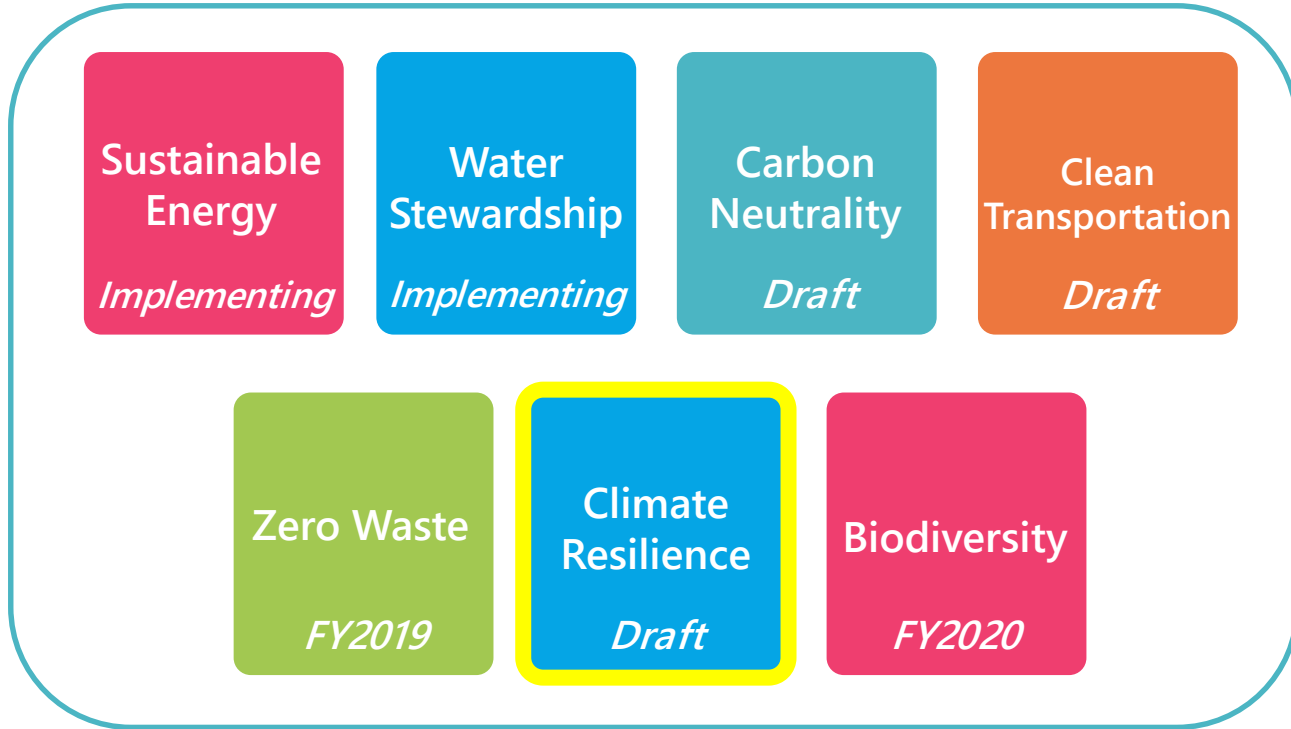 Sustainable
Energy
Implementing
Water
Stewardship
Implementing
Carbon
Neutrality
Draft
Clean
Transportation
Draft
Zero Waste
FY2019
Climate
Resilience
Draft
Biodiversity
FY2020